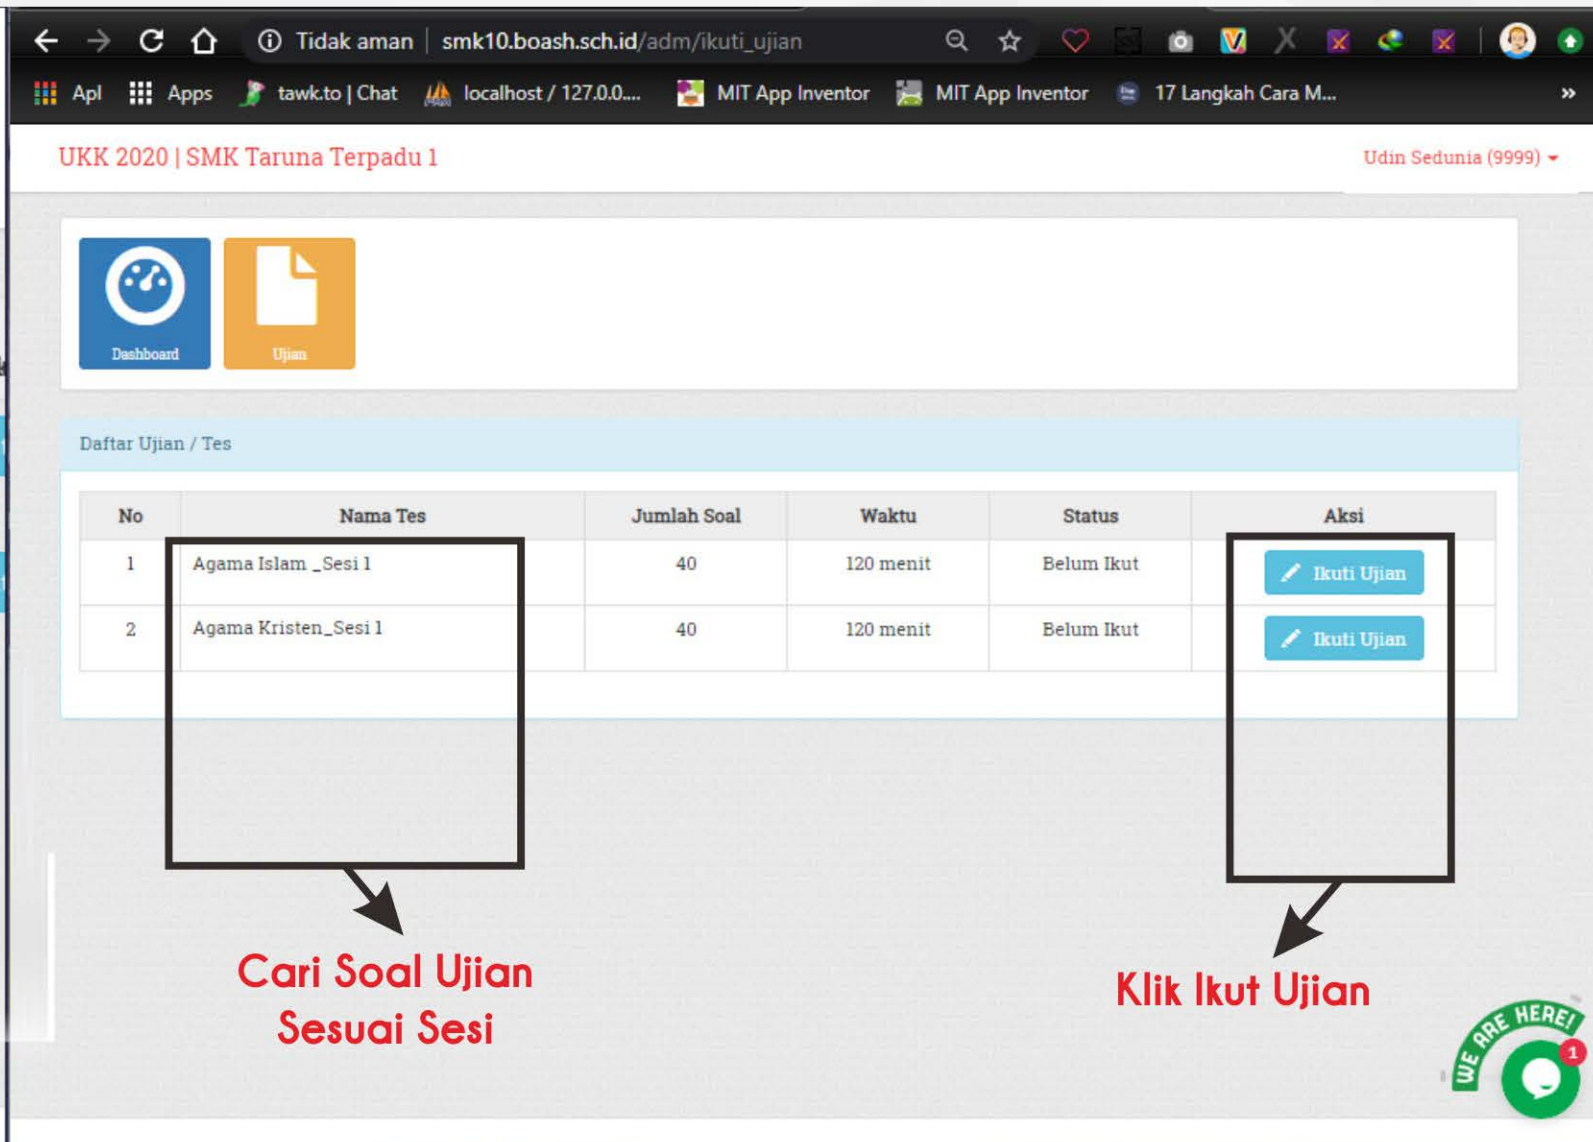 Tidak aman | smk10.boash.sch.id/adm/ikuti_ujian
Apl Apps tawk.to | Chat localhost / 127.0.0.... MIT App Inventor MIT App Inventor 17 Langkah Cara M... »
UKK 2020 | SMK Taruna Terpadu 1 Udin Sedunia (9999)
Dashboard Ujian
Daftar Ujian / Tes
No Nama Tes Jumlah Soal Waktu Status Aksi
1 Agama Islam _Sesi 1 40 120 menit Belum Ikut Ikuti Ujian
2 Agama Kristen_Sesi 1 40 120 menit Belum Ikut Ikuti Ujian
Cari Soal Ujian
Sesuai Sesi
Klik Ikut Ujian
WE ARE HERE!
1